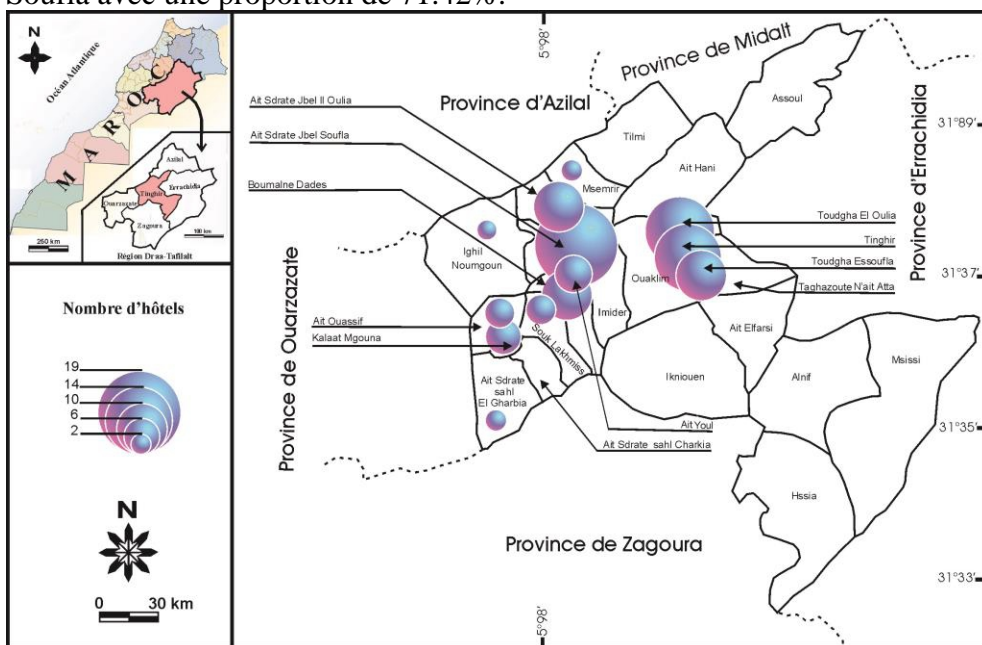 Soufla avec une proportion de 71.42%.
N
Océan Atlantique
MAROC
Azilal
Errachidia
Tinghir
Ouarzazate
Zagoura
250 km
100 km
Région Draa-Tafilalt
Nombre d'hôtels
19
14
10
6
2
N
0 30 km
5°98'
Province de Midalt
Province d'Azilal
Province d'Errachidia
Province de Ouarzazate
Province de Zagoura
Ait Sdrate Jbel II Oulia
Ait Sdrate Jbel Soufla
Boumalne Dades
Ait Ouassif
Kalaat Mgouna
Assoul
Tilmi
Ait Hani
Msemrir
Ighil
Noumgoun
Ouaklim
Imider
Souk Lakhmiss
Ait Sdrate
sahl
El Gharbia
Ikniouen
Ait Elfarsi
Alnif
Msissi
Hssia
Toudgha El Oulia
Tinghir
Toudgha Essoufla
Taghazoute N'ait Atta
Ait Youl
Ait Sdrate sahl Charkia
31°89'
31°37'
31°35'
31°33'
5°98'